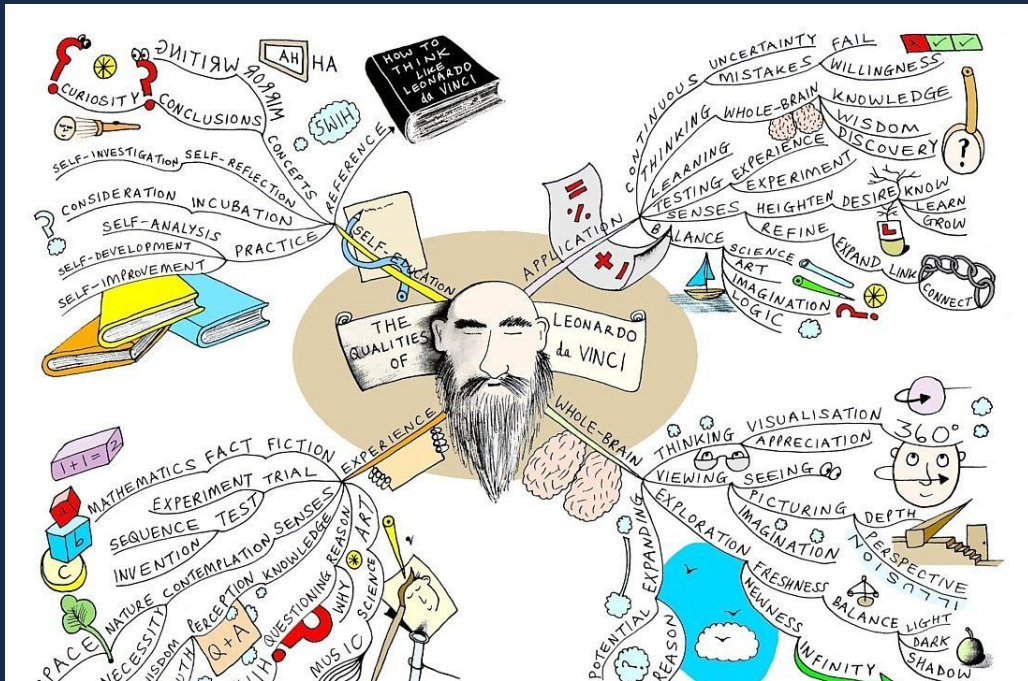 THE
QUALITIES
OF
LEONARDO
da VINCI
SELF-EDUCATION
REFERENCE
HOW TO
THINK
LIKE
LEONARDO
da VINCI
5WIH
CONCEPTS
MIRROR WRITING
AH HA
CONCLUSIONS
CURIOSITY
SELF-REFLECTION
SELF-INVESTIGATION
INCUBATION
CONSIDERATION
PRACTICE
SELF-ANALYSIS
SELF-DEVELOPMENT
SELF-IMPROVEMENT
APPLICATION
CONTINUOUS
UNCERTAINTY
FAIL
MISTAKES
WILLINGNESS
THINKING
WHOLE-BRAIN
KNOWLEDGE
WISDOM
DISCOVERY
LEARNING
EXPERIENCE
TESTING
EXPERIMENT
SENSES
HEIGHTEN
DESIRE
KNOW
LEARN
GROW
REFINE
EXPAND
LINK
CONNECT
L
BALANCE
SCIENCE
ART
IMAGINATION
LOGIC
WHOLE-BRAIN
THINKING
VISUALISATION
APPRECIATION
360°
VIEWING
SEEING
PICTURING
DEPTH
PERSPECTIVE
HORIZON
IMAGINATION
EXPLORATION
FRESHNESS
BALANCE
LIGHT
DARK
SHADOW
NEWNESS
INFINITY
EXPANDING
POTENTIAL
REASON
EXPERIENCE
FICTION
FACT
MATHEMATICS
1+1=2
TRIAL
EXPERIMENT
TEST
SEQUENCE
INVENTION
a
b
C
SENSES
CONTEMPLATION
NATURE
SPACE
NECESSITY
KNOWLEDGE
PERCEPTION
WISDOM
Q+A
REASON
QUESTIONING
WHY
ART
SCIENCE
MUSIC